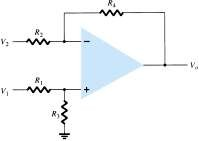 R₄
V₂
R₂
−
V₁
R₁
+
Vₒ
R₃